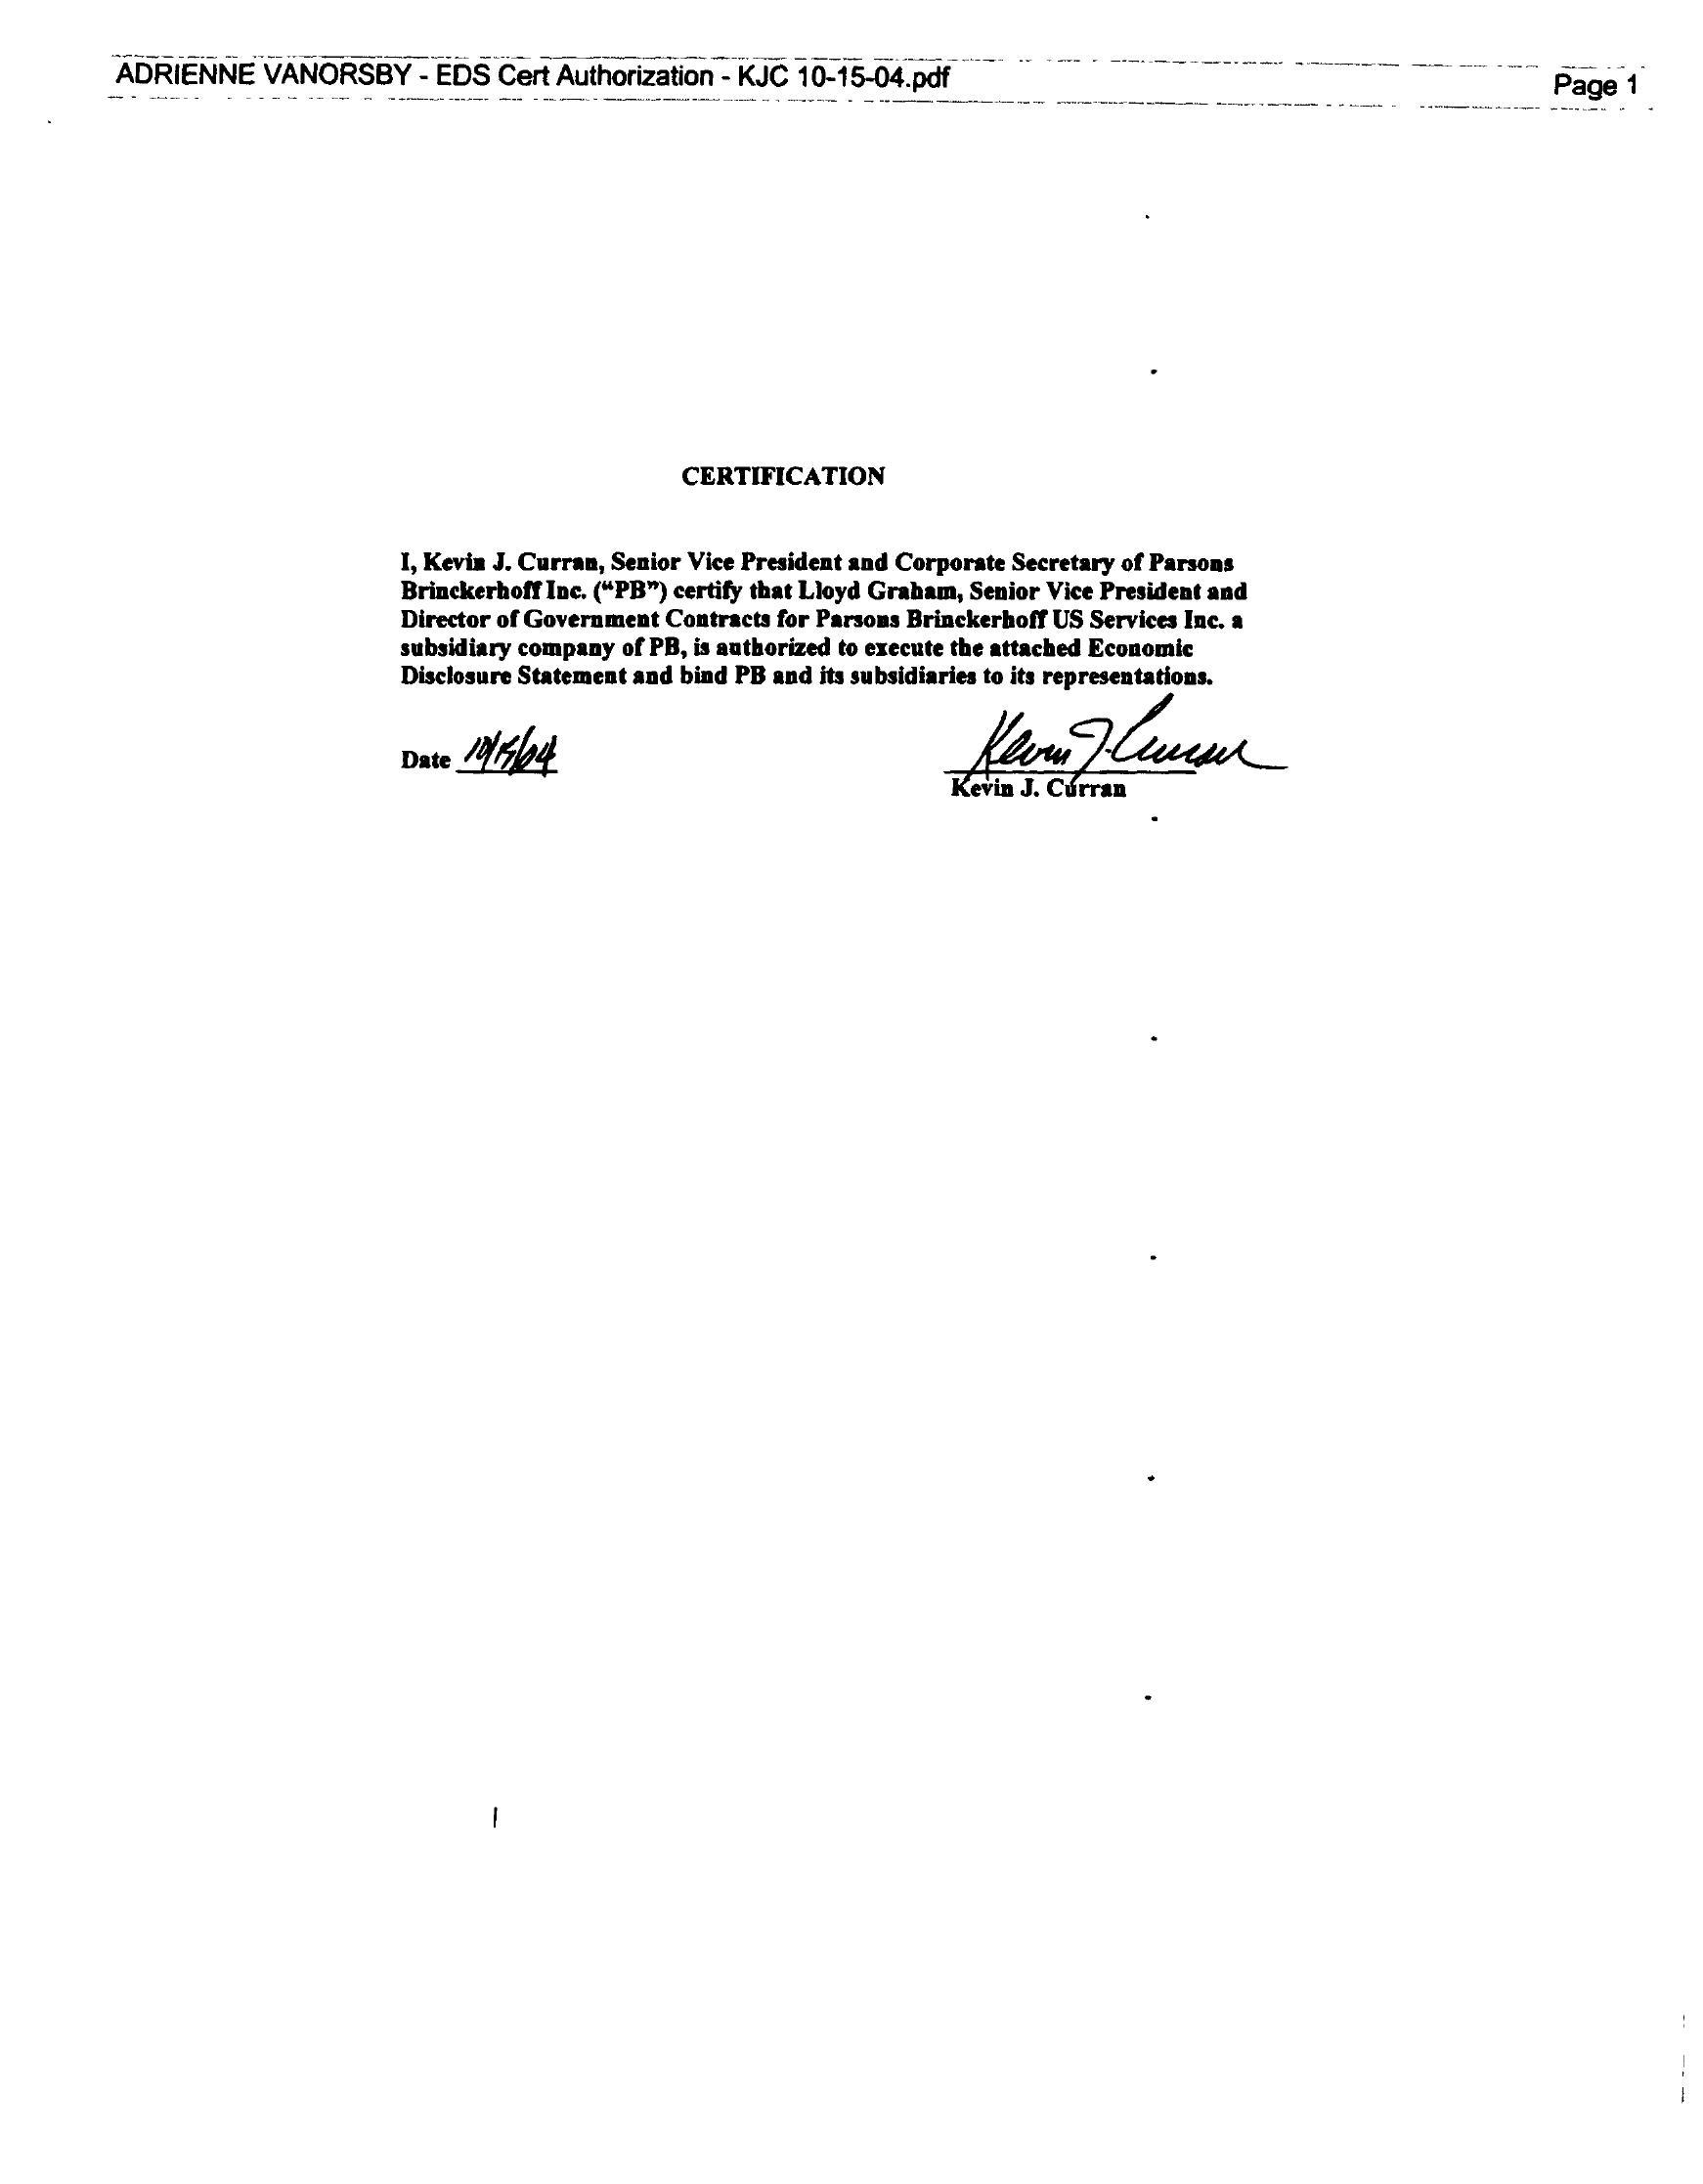 ADRIENNE VANORSBY - EDS Cert Authorization - KJC 10-15-04.pdf Page 1
CERTIFICATION
I, Kevin J. Curran, Senior Vice President and Corporate Secretary of Parsons
Brinckerhoff Inc. (“PB”) certify that Lloyd Graham, Senior Vice President and
Director of Government Contracts for Parsons Brinckerhoff US Services Inc. a
subsidiary company of PB, is authorized to execute the attached Economic
Disclosure Statement and bind PB and its subsidiaries to its representations.
Date 10/15/04 Kevin J. Curran
Kevin J. Curran